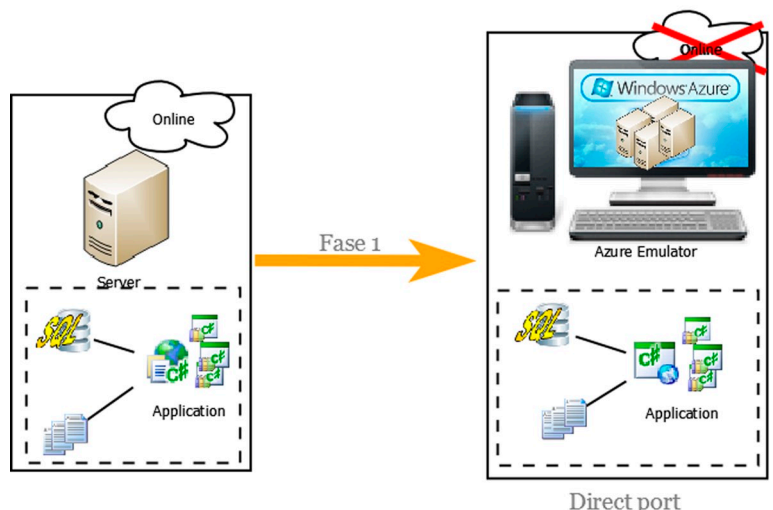 Online
Server
SQL
C#
C#
C#
C#
Application
Fase 1
Online
Windows Azure
Azure Emulator
SQL
C#
C#
C#
C#
Application
Direct port